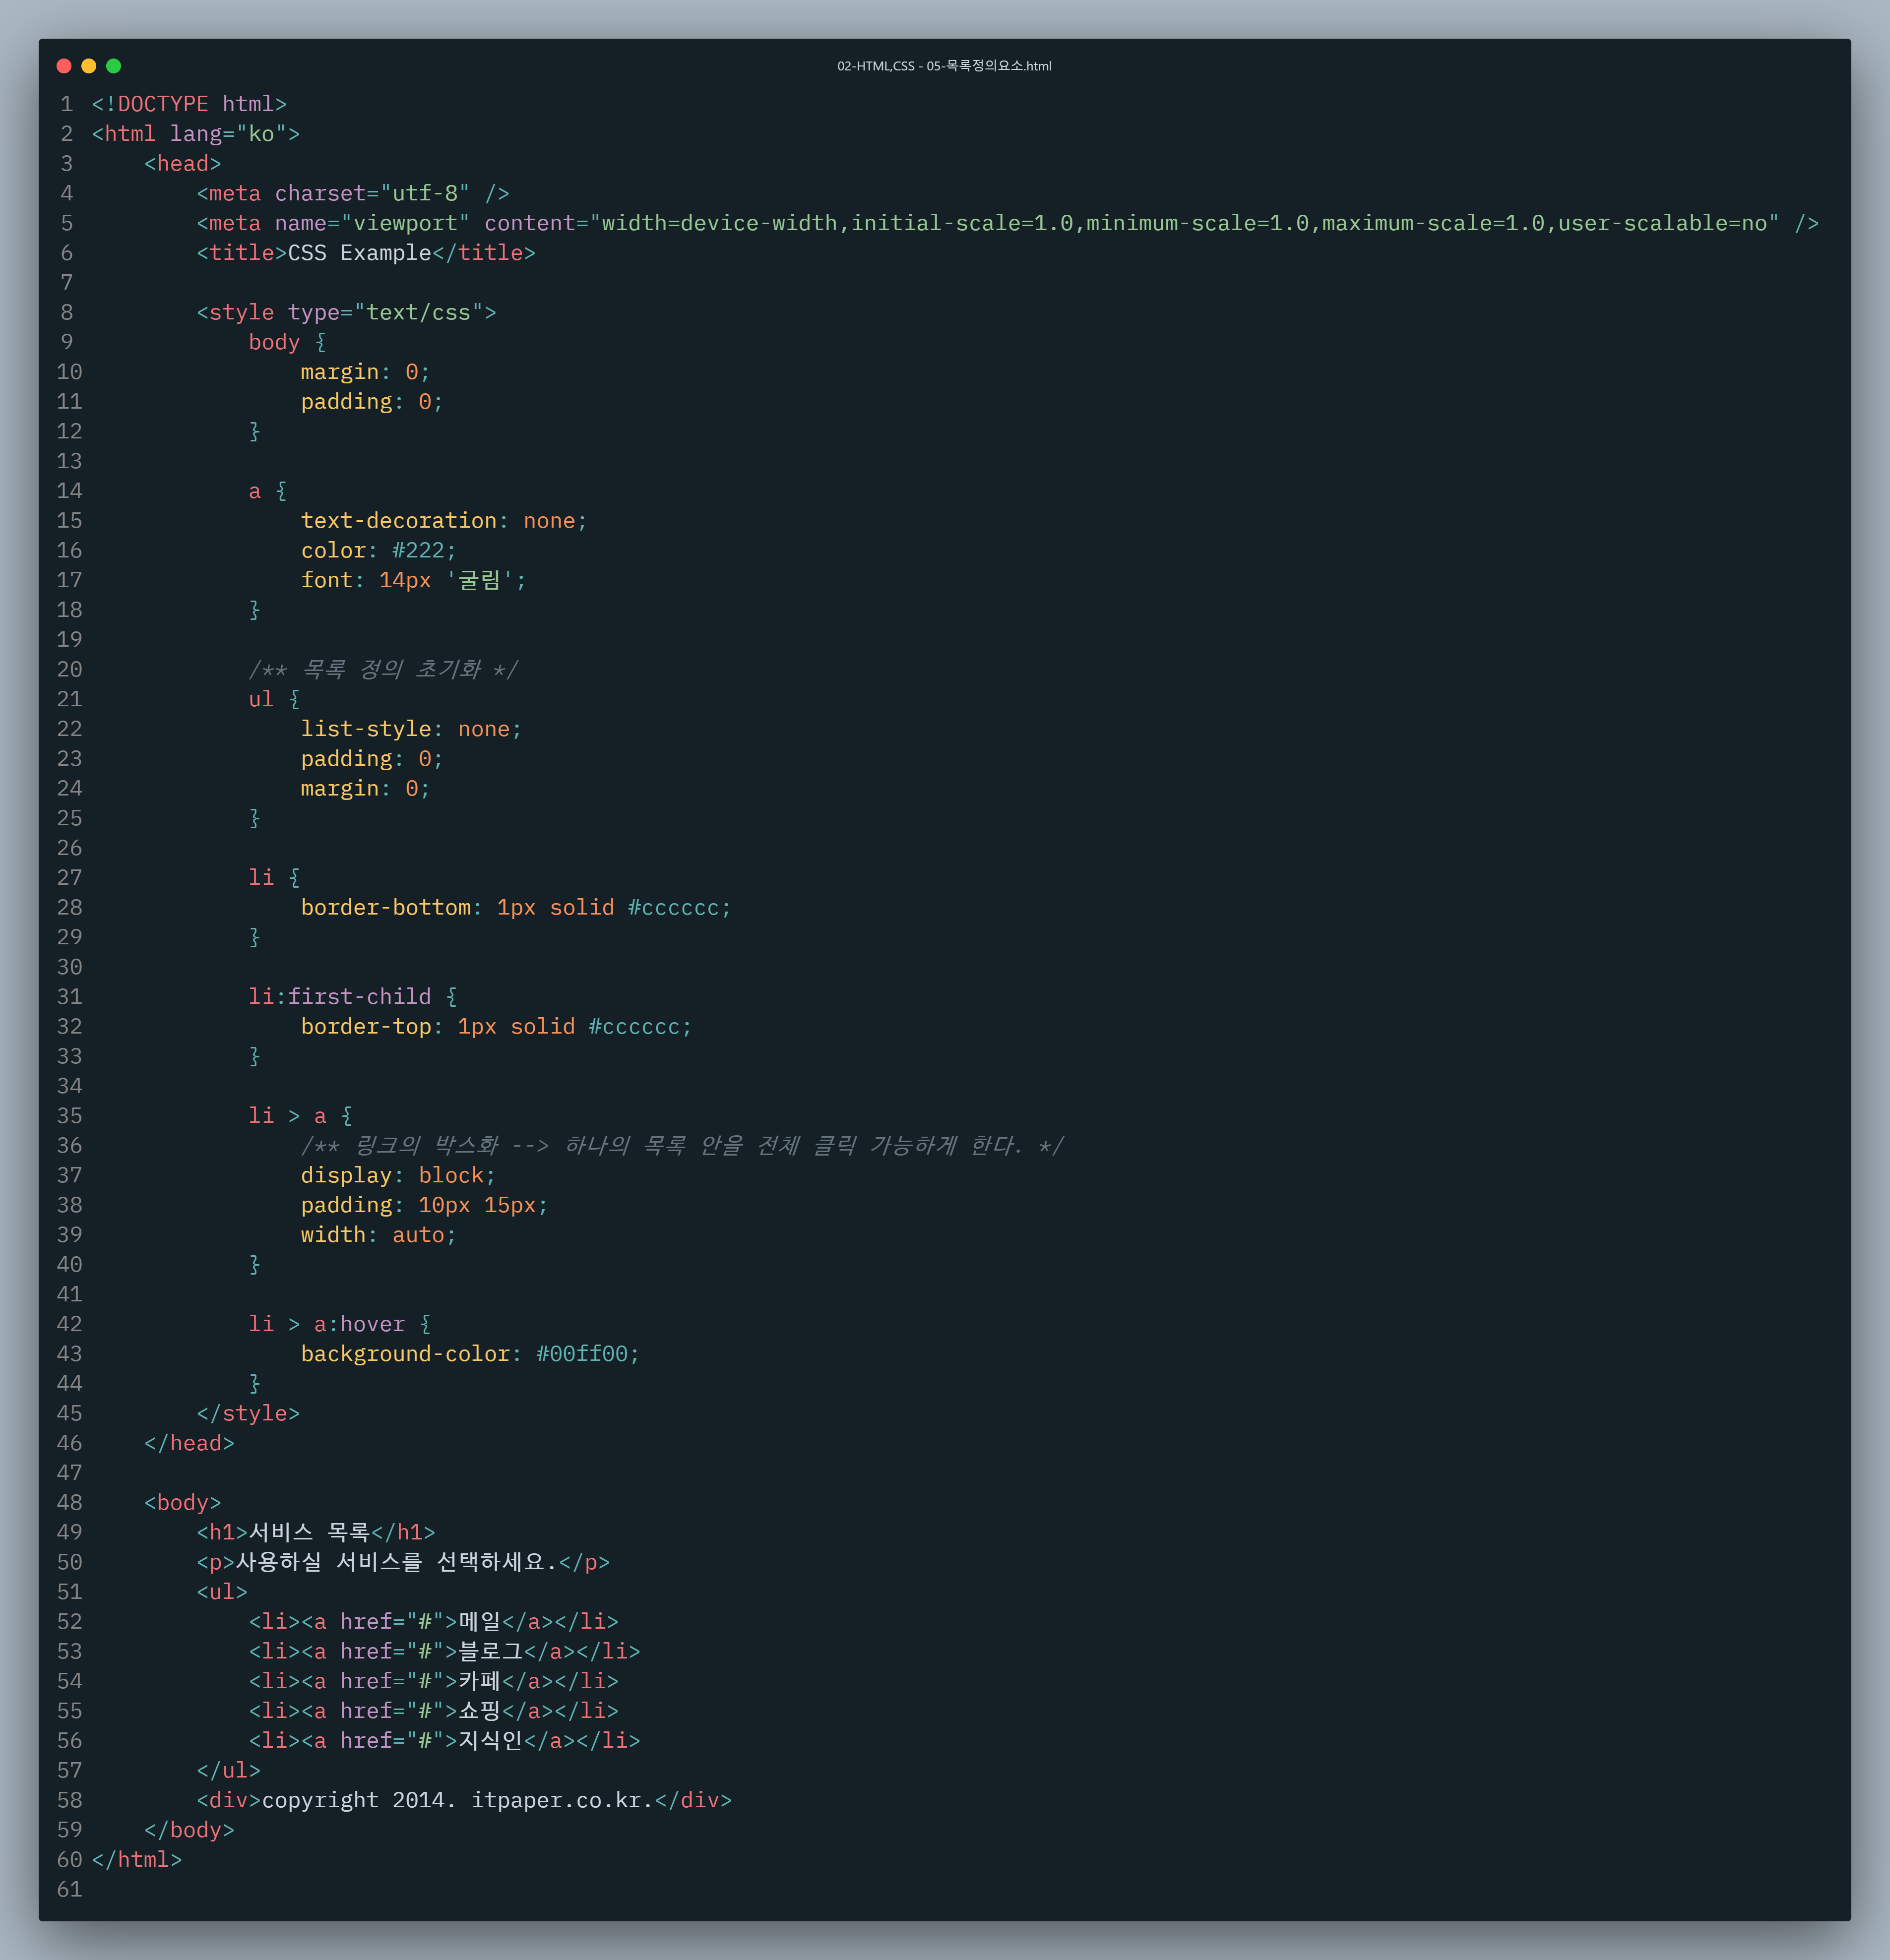 02-HTML,CSS - 05-목록정의요소.html
1 <!DOCTYPE html>
2 <html lang="ko">
3     <head>
4         <meta charset="utf-8" />
5         <meta name="viewport" content="width=device-width,initial-scale=1.0,minimum-scale=1.0,maximum-scale=1.0,user-scalable=no" />
6         <title>CSS Example</title>
7
8         <style type="text/css">
9             body {
10                 margin: 0;
11                 padding: 0;
12             }
13
14             a {
15                 text-decoration: none;
16                 color: #222;
17                 font: 14px '굴림';
18             }
19
20             /** 목록 정의 초기화 */
21             ul {
22                 list-style: none;
23                 padding: 0;
24                 margin: 0;
25             }
26
27             li {
28                 border-bottom: 1px solid #cccccc;
29             }
30
31             li:first-child {
32                 border-top: 1px solid #cccccc;
33             }
34
35             li > a {
36                 /** 링크의 박스화 --> 하나의 목록 안을 전체 클릭 가능하게 한다. */
37                 display: block;
38                 padding: 10px 15px;
39                 width: auto;
40             }
41
42             li > a:hover {
43                 background-color: #00ff00;
44             }
45         </style>
46     </head>
47
48     <body>
49         <h1>서비스 목록</h1>
50         <p>사용하실 서비스를 선택하세요.</p>
51         <ul>
52             <li><a href="#">메일</a></li>
53             <li><a href="#">블로그</a></li>
54             <li><a href="#">카페</a></li>
55             <li><a href="#">쇼핑</a></li>
56             <li><a href="#">지식인</a></li>
57         </ul>
58         <div>copyright 2014. itpaper.co.kr.</div>
59     </body>
60 </html>
61